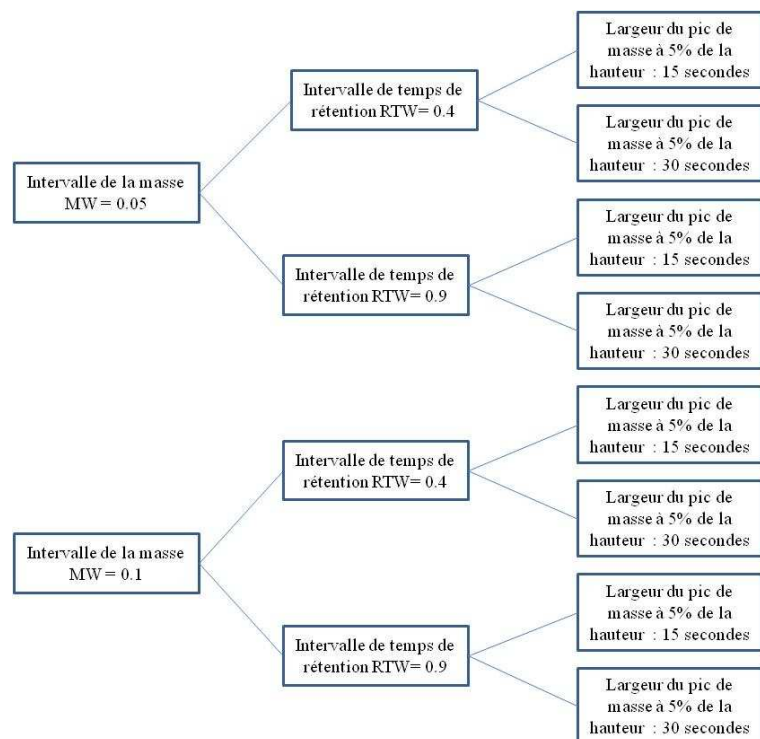 Largeur du pic de
masse à 5% de la
hauteur : 15 secondes
Intervalle de temps de
rétention RTW= 0.4
Largeur du pic de
masse à 5% de la
hauteur : 30 secondes
Intervalle de la masse
MW = 0.05
Largeur du pic de
masse à 5% de la
hauteur : 15 secondes
Intervalle de temps de
rétention RTW= 0.9
Largeur du pic de
masse à 5% de la
hauteur : 30 secondes
Largeur du pic de
masse à 5% de la
hauteur : 15 secondes
Intervalle de temps de
rétention RTW= 0.4
Largeur du pic de
masse à 5% de la
hauteur : 30 secondes
Intervalle de la masse
MW = 0.1
Largeur du pic de
masse à 5% de la
hauteur : 15 secondes
Intervalle de temps de
rétention RTW= 0.9
Largeur du pic de
masse à 5% de la
hauteur : 30 secondes